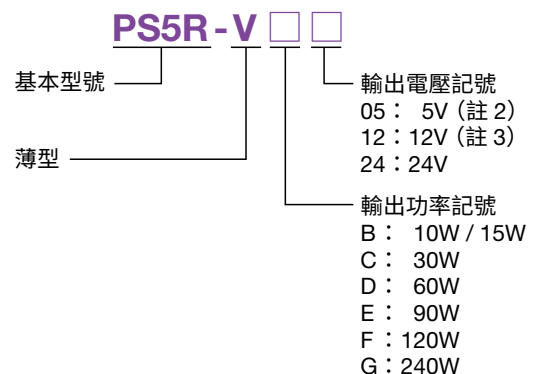 PS5R-V□□
基本型號
薄型
輸出電壓記號
05： 5V（註 2）
12：12V（註 3）
24：24V
輸出功率記號
B： 10W / 15W
C： 30W
D： 60W
E： 90W
F：120W
G：240W